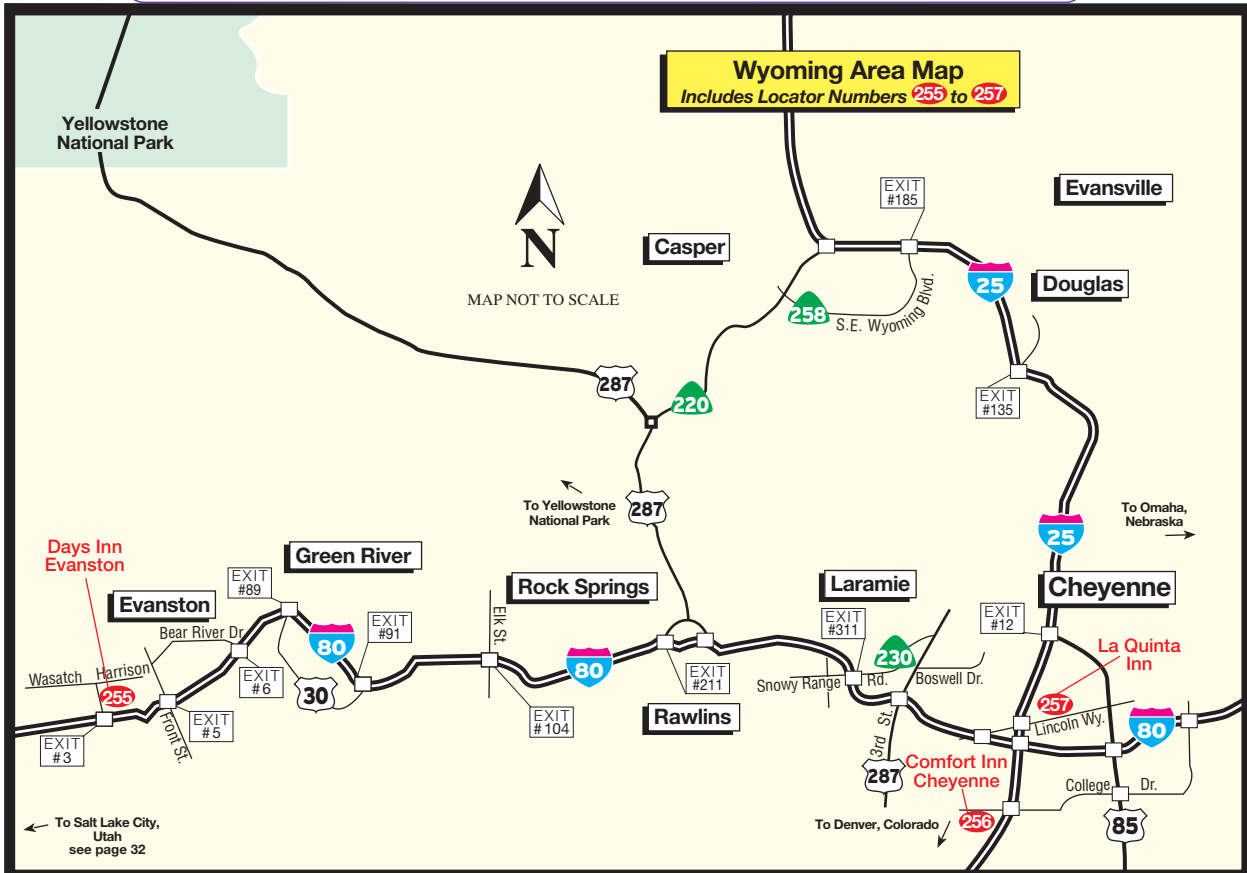 Wyoming Area Map
Includes Locator Numbers 255 to 257
Yellowstone
National Park
N
MAP NOT TO SCALE
EXIT
#185
Evansville
Casper
25
Douglas
258
S.E. Wyoming Blvd.
287
220
EXIT
#135
To Yellowstone
National Park
287
25
To Omaha,
Nebraska
Days Inn
Evanston
Green River
EXIT
#89
Evanston
Bear River Dr.
80
EXIT
#91
Elk St.
Rock Springs
Laramie
EXIT
#311
Cheyenne
EXIT
#12
Wasatch
Harrison
255
EXIT
#6
30
80
EXIT
#211
Snowy Range Rd.
230
Boswell Dr.
La Quinta
Inn
257
Lincoln Wy.
80
EXIT
#3
Front St.
EXIT
#5
EXIT
#104
Rawlins
3rd St.
287
Comfort Inn
Cheyenne
256
College Dr.
85
To Salt Lake City,
Utah
see page 32
To Denver, Colorado